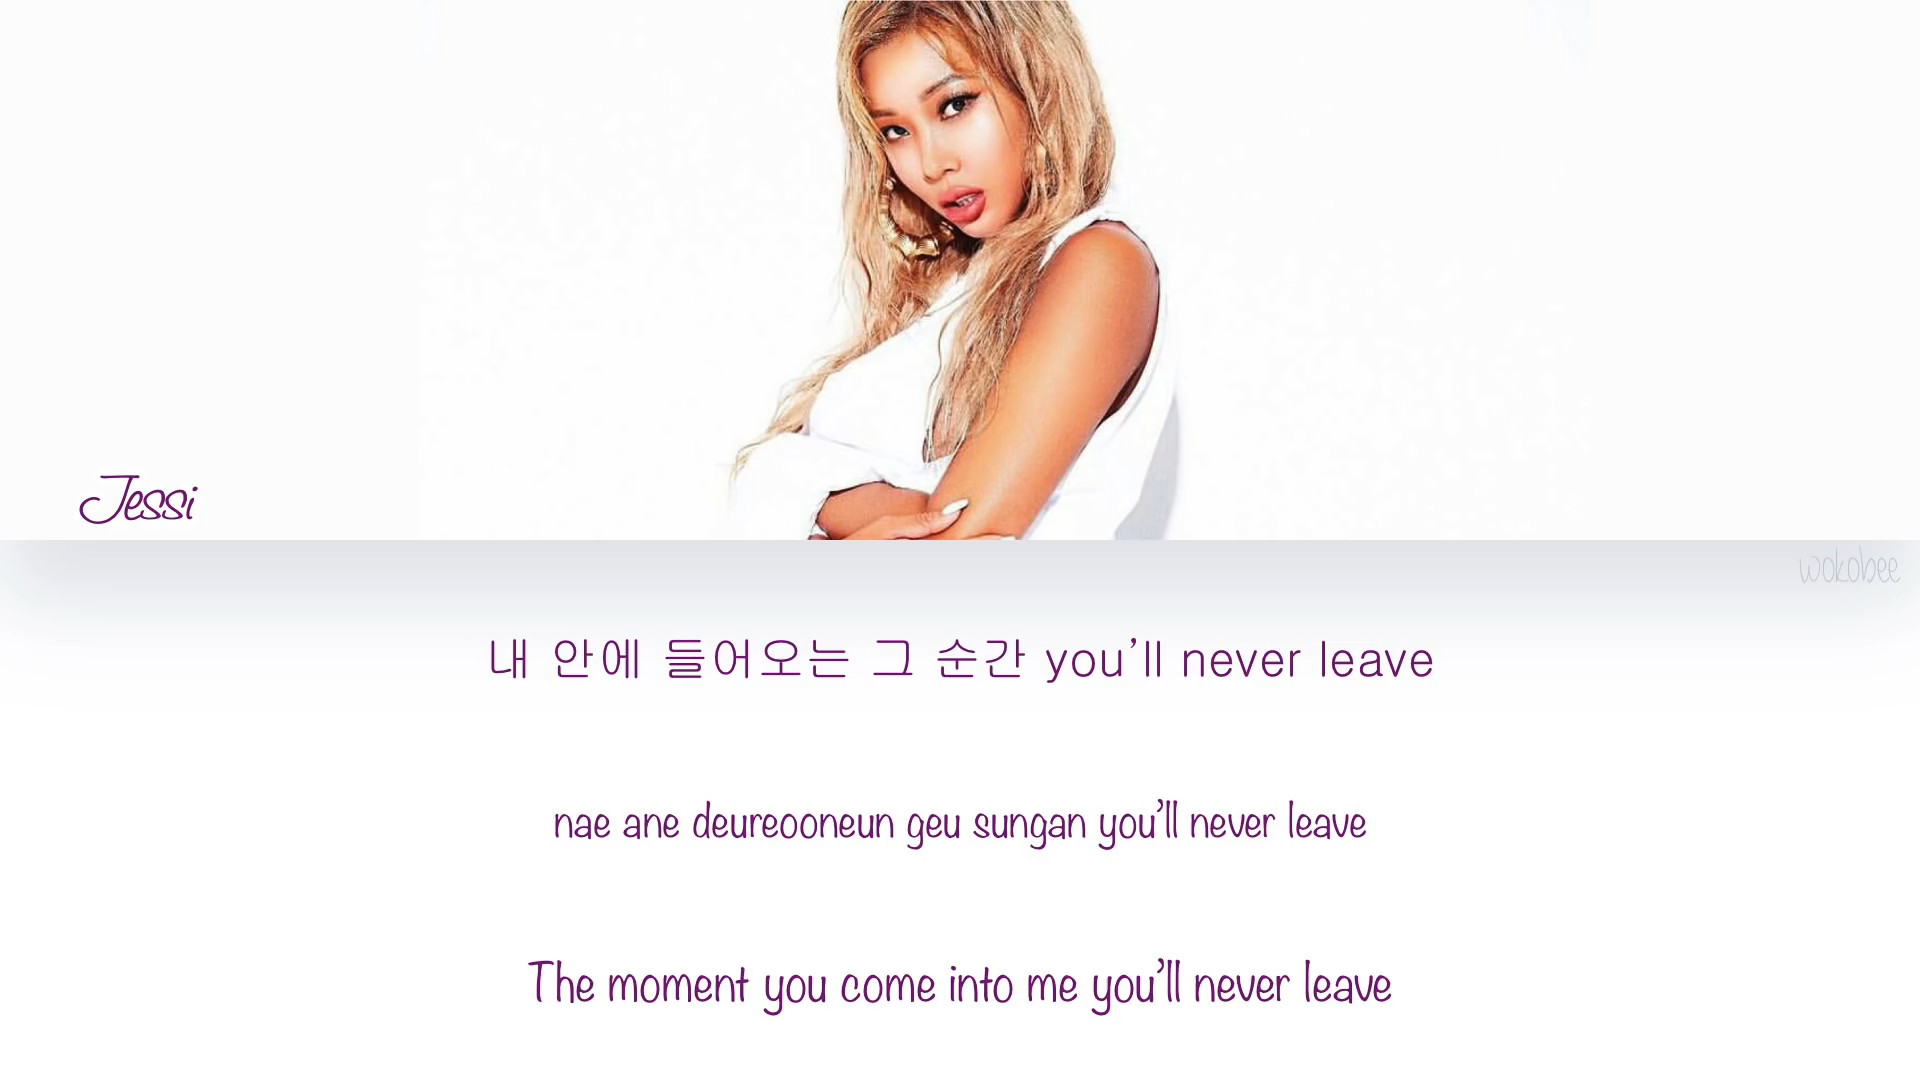 Jessi
wokobee
내 안에 들어오는 그 순간 you’ll never leave
nae ane deureooneun geu sungan you’ll never leave
The moment you come into me you’ll never leave